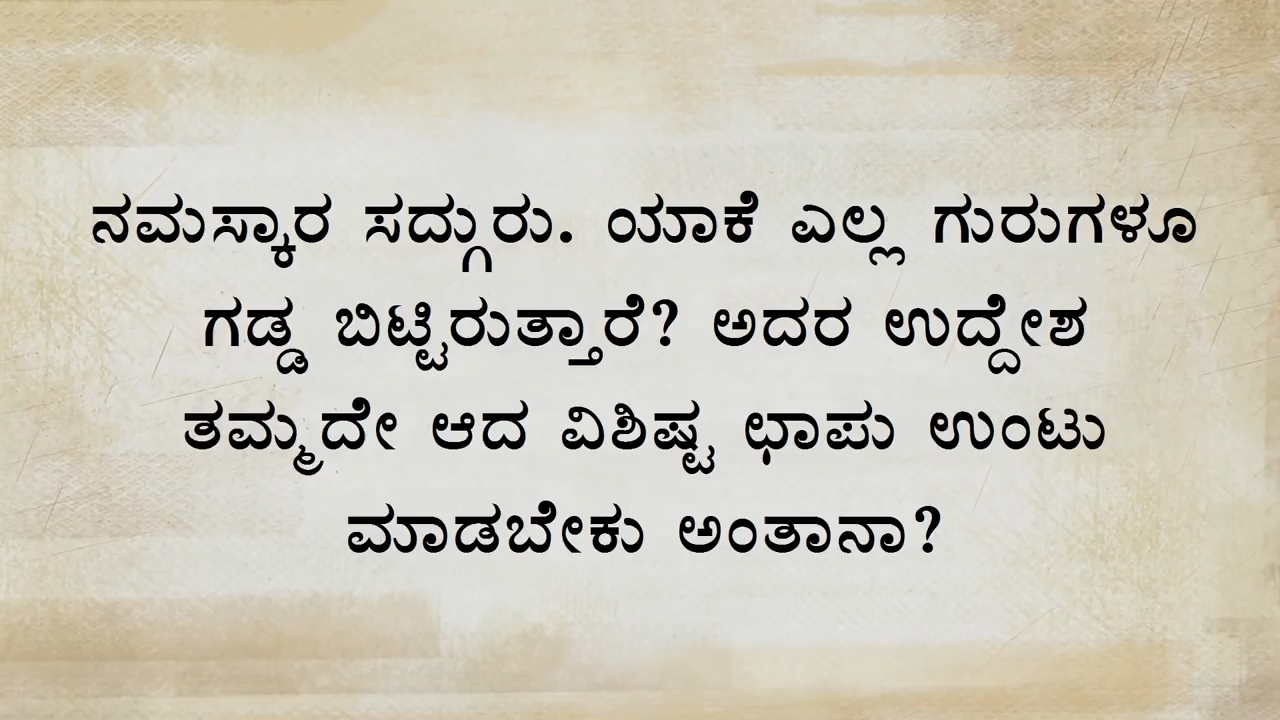 ನಮಸ್ಕಾರ ಸದ್ಗುರು. ಯಾಕೆ ಎಲ್ಲ ಗುರುಗಳೂ
ಗಡ್ಡ ಬಿಟ್ಟಿರುತ್ತಾರೆ? ಅದರ ಉದ್ದೇಶ
ತಮ್ಮದೇ ಆದ ವಿಶಿಷ್ಟ ಛಾಪು ಉಂಟು
ಮಾಡಬೇಕು ಅಂತಾನಾ?